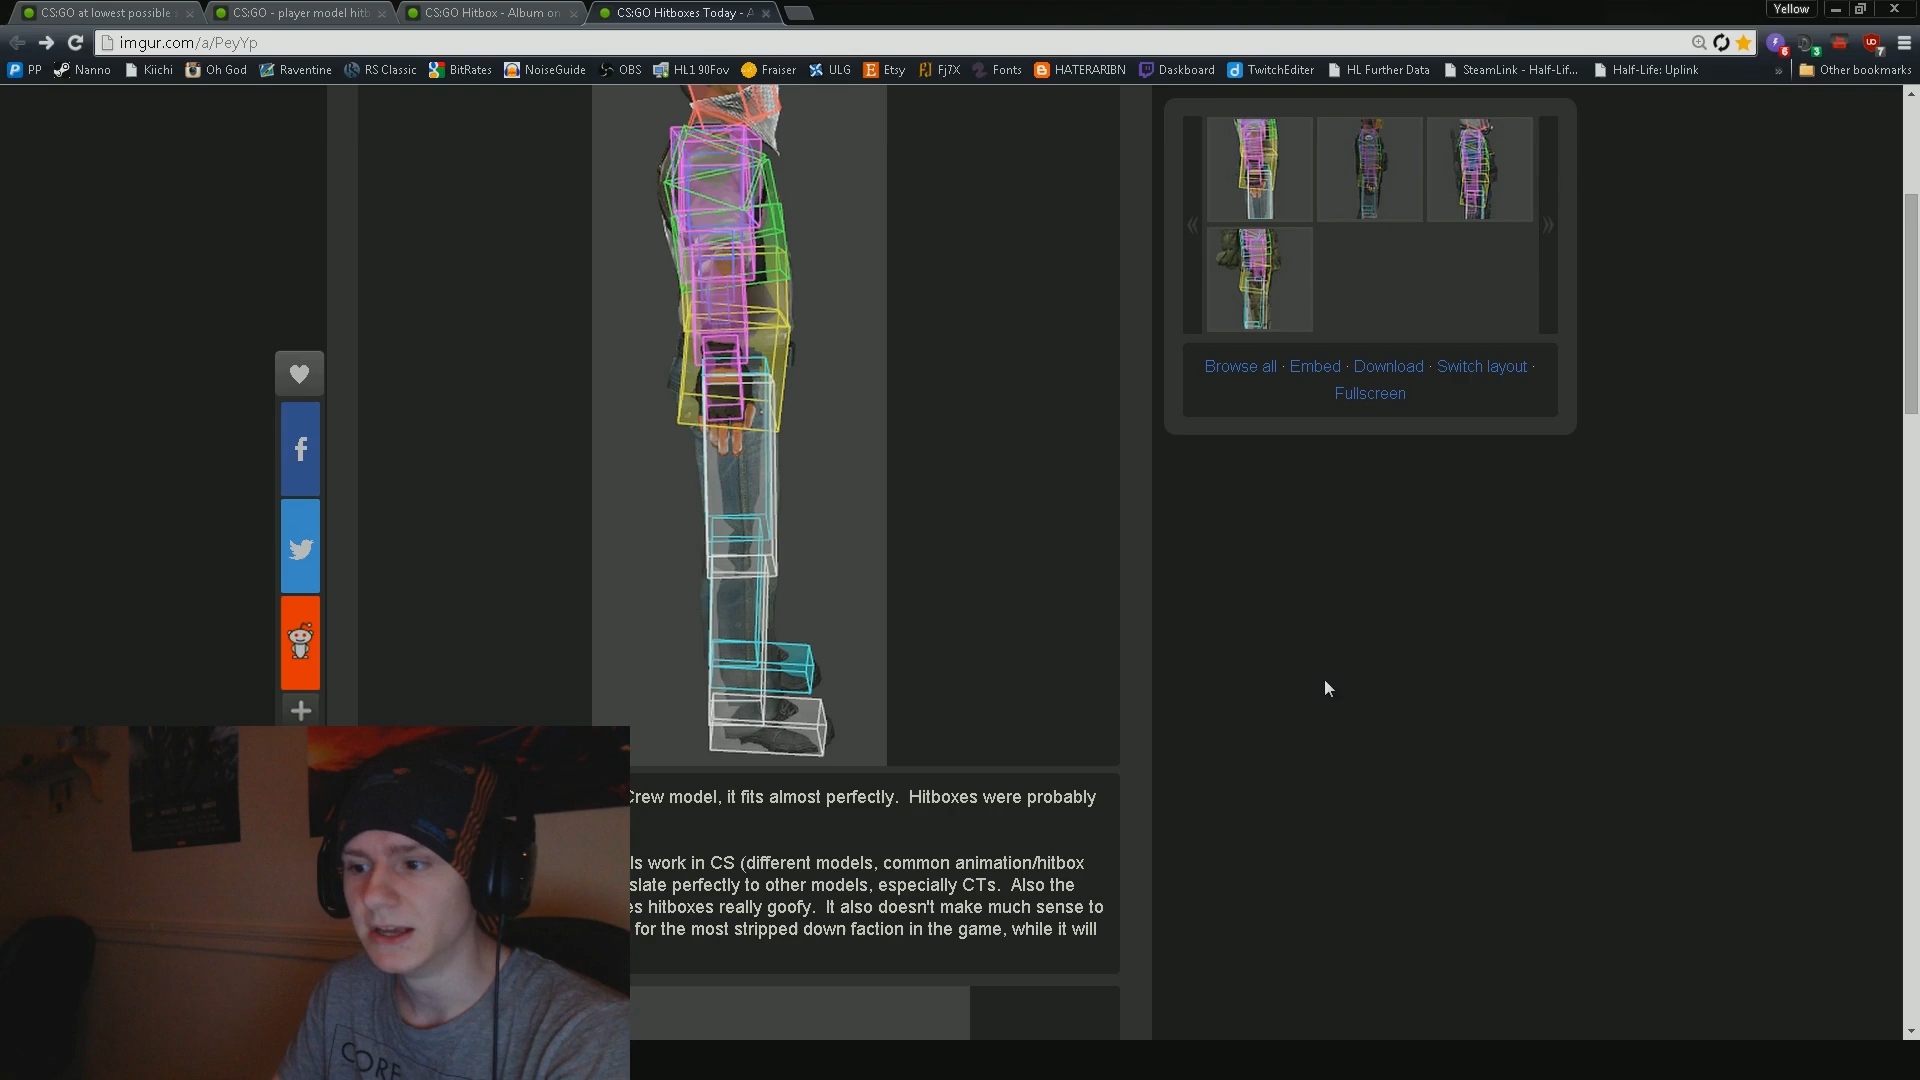 CS:GO at lowest possible
CS:GO - player model hitb
CS:GO Hitbox - Album on
CS:GO Hitboxes Today - A
Yellow
imgur.com/a/PeyYp
6
3
7
PP
Nanno
Kiichi
Oh God
Raventine
RS Classic
BitRates
NoiseGuide
OBS
HL1 90Fov
Fraiser
ULG
Etsy
Fj7X
Fonts
HATERARIBN
Daskboard
TwitchEditer
HL Further Data
SteamLink - Half-Lif...
Half-Life: Uplink
»
Other bookmarks
Browse all · Embed · Download · Switch layout ·
Fullscreen
Crew model, it fits almost perfectly. Hitboxes were probably
ls work in CS (different models, common animation/hitbox
slate perfectly to other models, especially CTs. Also the
es hitboxes really goofy. It also doesn't make much sense to
for the most stripped down faction in the game, while it will
CORE